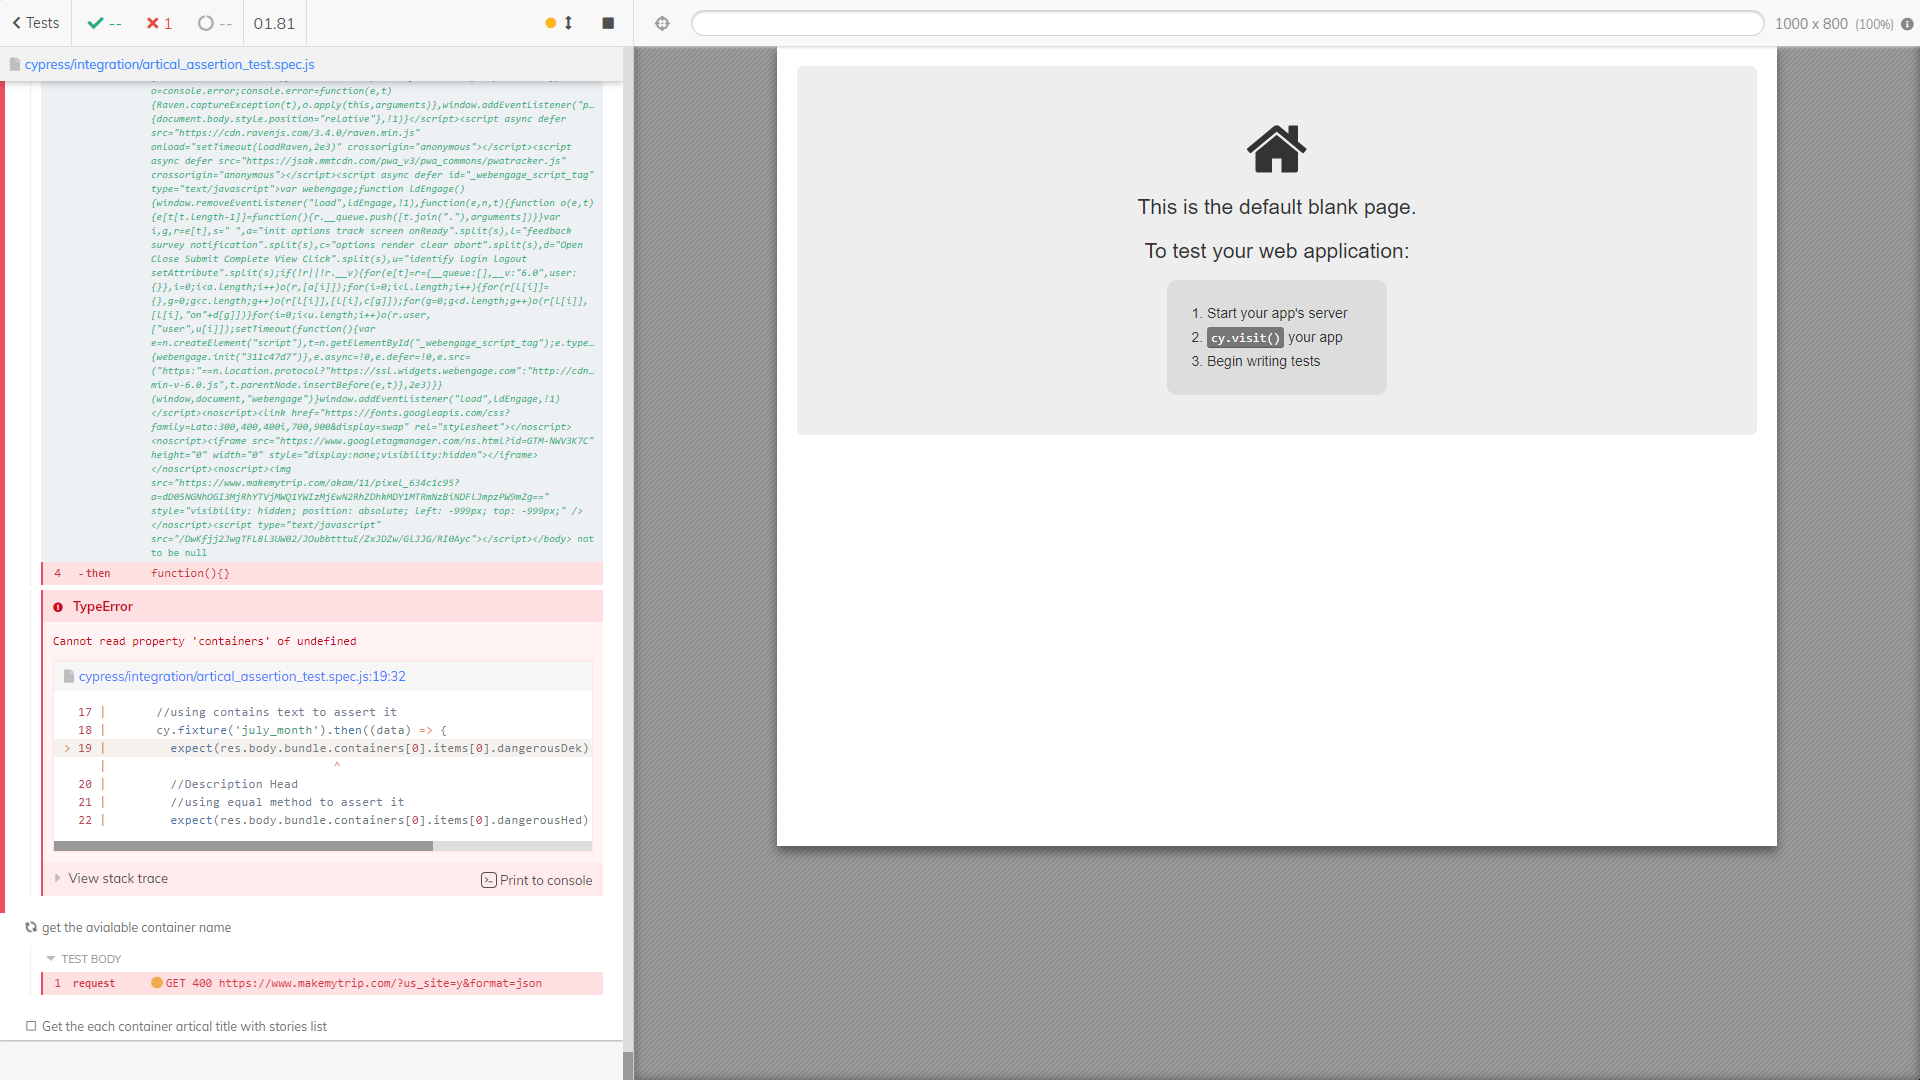 Tests
--
1
--
01.81
1000 x 800 (100%)
cypress/integration/artical_assertion_test.spec.js
o=console.error;console.error=function(e,t)
{Raven.captureException(t),o.apply(this,arguments)},window.addEventListener("p…
{document.body.style.position="relative"},!1)}</script><script async defer
src="https://cdn.ravenjs.com/3.4.0/raven.min.js"
onload="setTimeout(loadRaven,2e3)" crossorigin="anonymous"></script><script
async defer src="https://jsak.mmtcdn.com/pwa_v3/pwa_commons/pwatracker.js"
crossorigin="anonymous"></script><script async defer id="_webengage_script_tag"
type="text/javascript">var webengage;function ldEngage()
{window.removeEventListener("load",ldEngage,!1),function(e,n,t){function o(e,t)
{e[t[t.length-1]]=function(){r.__queue.push([t.join("."),arguments])}}var
i,g,r=e[t],s=" ",a="init options track screen onReady".split(s),l="feedback
survey notification".split(s),c="options render clear abort".split(s),d="Open
Close Submit Complete View Click".split(s),u="identify login logout
setAttribute".split(s);if(!r||!r.__v){for(e[t]=r={__queue:[],__v:"6.0",user:
{}},i=0;i<a.length;i++)o(r,[a[i]]);for(i=0;i<l.length;i++){for(r[l[i]]=
{},g=0;g<c.length;g++)o(r[l[i]],[l[i],c[g]]);for(g=0;g<d.length;g++)o(r[l[i]],
[l[i],"on"+d[g]])}for(i=0;i<u.length;i++)o(r.user,
["user",u[i]]);setTimeout(function(){var
e=n.createElement("script"),t=n.getElementById("_webengage_script_tag");e.type…
{webengage.init("311c47d7")},e.async=!0,e.defer=!0,e.src=
("https:"==n.location.protocol?"https://ssl.widgets.webengage.com":"http://cdn…
min-v-6.0.js",t.parentNode.insertBefore(e,t)},2e3)}}
(window,document,"webengage")}window.addEventListener("load",ldEngage,!1)
</script><noscript><link href="https://fonts.googleapis.com/css?
family=Lato:300,400,400i,700,900&display=swap" rel="stylesheet"></noscript>
<noscript><iframe src="https://www.googletagmanager.com/ns.html?id=GTM-NWV3K7C"
height="0" width="0" style="display:none;visibility:hidden"></iframe>
</noscript><noscript><img
src="https://www.makemytrip.com/akam/11/pixel_634c1c95?
a=dD05NGNhOGI3MjRhYTVjMWQ1YWIzMjEwN2RhZDhkMDY1MTRmNzBiNDFlJmpzPW9mZg=="
style="visibility: hidden; position: absolute; left: -999px; top: -999px;" />
</noscript><script type="text/javascript"
src="/DwKfjj2JwgTFL8l3UW02/JOubbtttuE/ZxJDZw/GlJJG/RI0Ayc"></script></body> not
to be null
4 -then function(){}
TypeError
Cannot read property 'containers' of undefined
cypress/integration/artical_assertion_test.spec.js:19:32
17 | //using contains text to assert it
18 | cy.fixture('july_month').then((data) => {
> 19 | expect(res.body.bundle.containers[0].items[0].dangerousDek)
| ^
20 | //Description Head
21 | //using equal method to assert it
22 | expect(res.body.bundle.containers[0].items[0].dangerousHed)
View stack trace
Print to console
get the avialable container name
TEST BODY
1 request GET 400 https://www.makemytrip.com/?us_site=y&format=json
Get the each container artical title with stories list
This is the default blank page.
To test your web application:
1. Start your app's server
2. cy.visit() your app
3. Begin writing tests